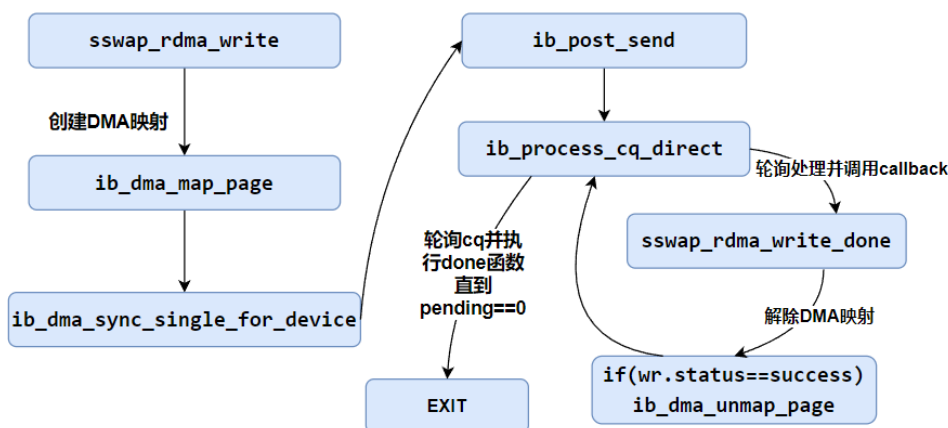 sswap_rdma_write
创建DMA映射
ib_dma_map_page
ib_dma_sync_single_for_device
ib_post_send
ib_process_cq_direct
轮询处理并调用callback
sswap_rdma_write_done
解除DMA映射
if(wr.status==success)
ib_dma_unmap_page
轮询cq并执
行done函数
直到
pending==0
EXIT